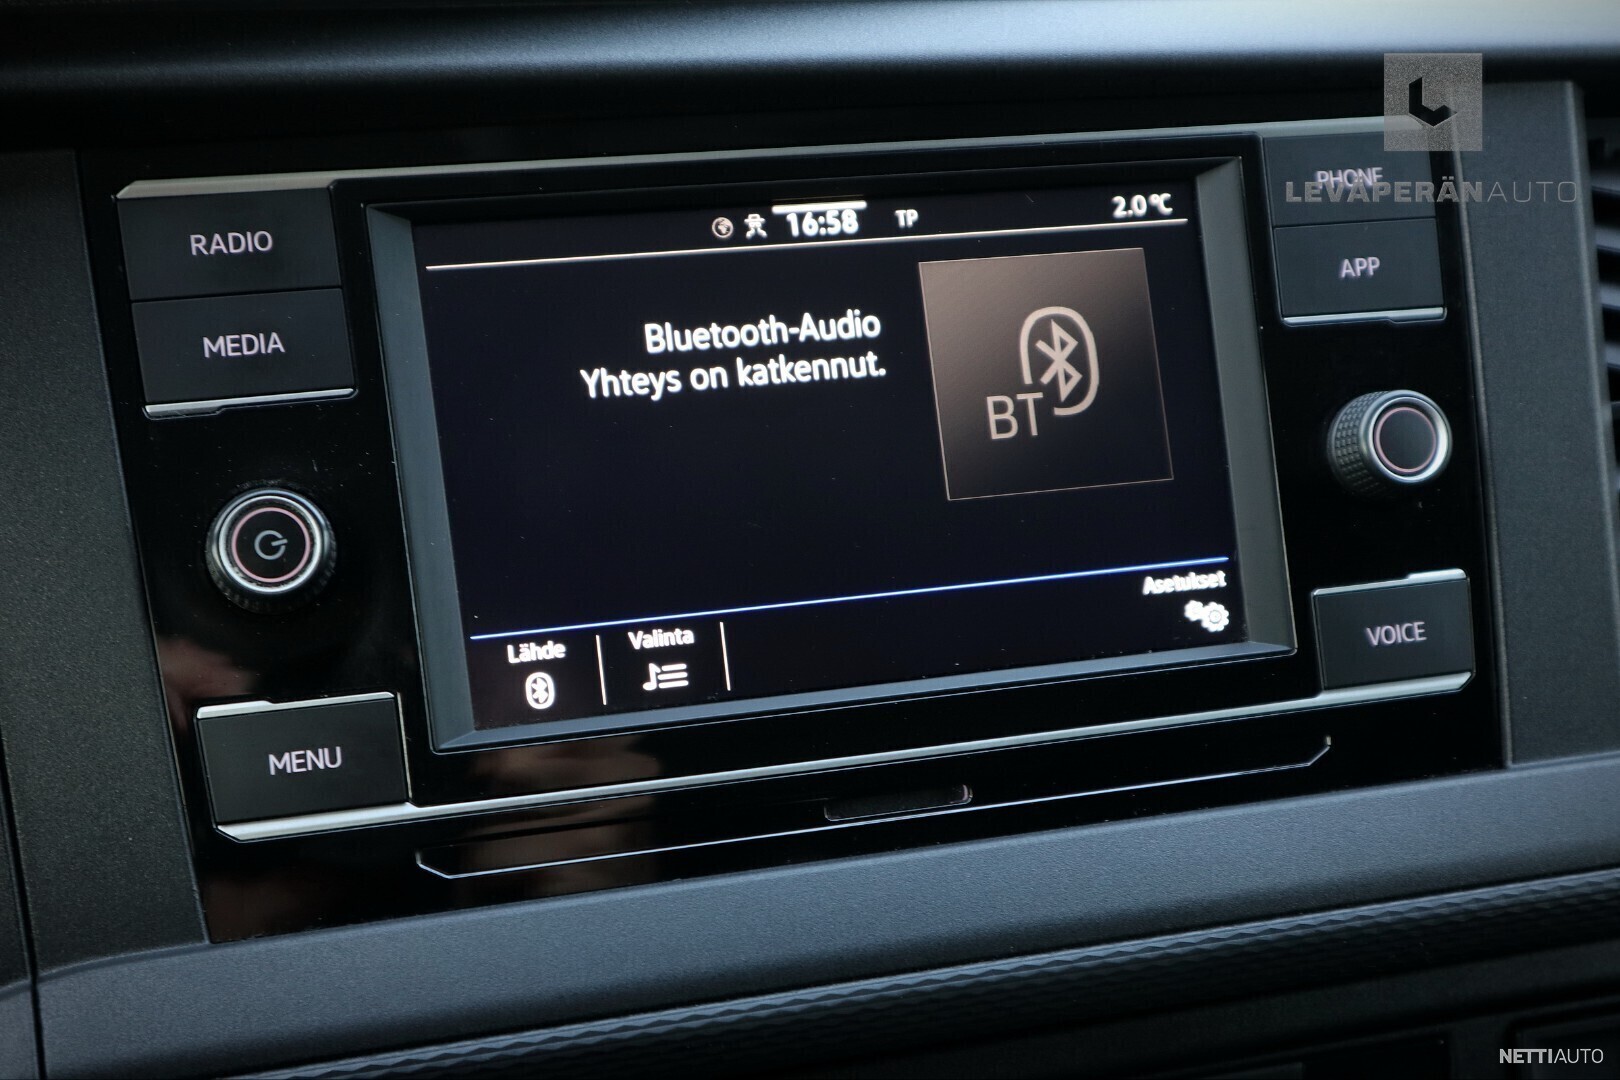 LEVÄPERÄNAUTO
RADIO
MEDIA
MENU
16:58
TP
2.0 °C
Bluetooth-Audio
Yhteys on katkennut.
BT
Asetukset
Lähde
Valinta
PHONE
APP
VOICE
NETTIAUTO